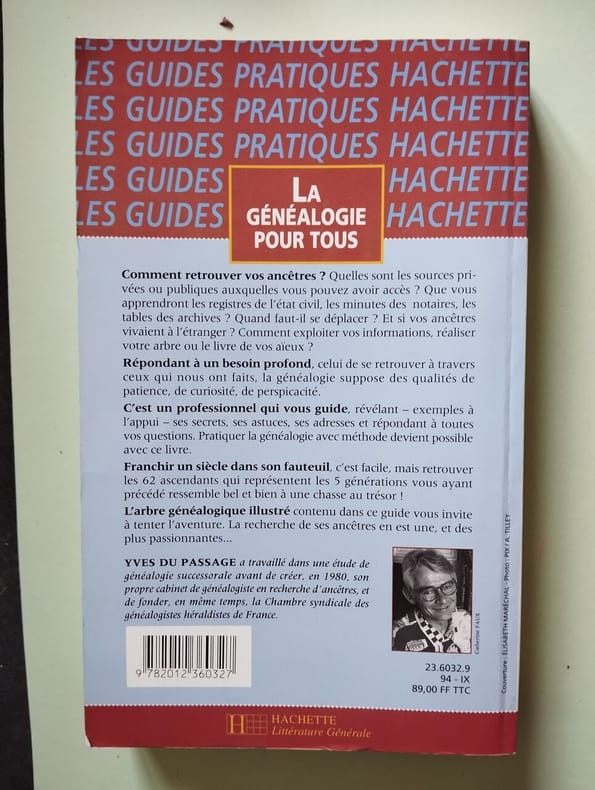 LES GUIDES PRATIQUES HACHETTE
LES GUIDES PRATIQUES HACHETTE
LES GUIDES PRATIQUES HACHETTE
LES GUIDES PRATIQUES HACHETTE
LES GUIDES HACHETTE
LES GUIDES HACHETTE
LA
GÉNÉALOGIE
POUR TOUS
Comment retrouver vos ancêtres ? Quelles sont les sources pri-
vées ou publiques auxquelles vous pouvez avoir accès ? Que vous
apprendront les registres de l'état civil, les minutes des notaires, les
tables des archives ? Quand faut-il se déplacer ? Et si vos ancêtres
vivaient à l'étranger ? Comment exploiter vos informations, réaliser
votre arbre ou le livre de vos aïeux ?
Répondant à un besoin profond, celui de se retrouver à travers
ceux qui nous ont faits, la généalogie suppose des qualités de
patience, de curiosité, de perspicacité.
C'est un professionnel qui vous guide, révélant – exemples à
l'appui – ses secrets, ses astuces, ses adresses et répondant à toutes
vos questions. Pratiquer la généalogie avec méthode devient possible
avec ce livre.
Franchir un siècle dans son fauteuil, c'est facile, mais retrouver
les 62 ascendants qui représentent les 5 générations vous ayant
précédé ressemble bel et bien à une chasse au trésor !
L'arbre généalogique illustré contenu dans ce guide vous invite
à tenter l'aventure. La recherche de ses ancêtres en est une, et des
plus passionnantes...
YVES DU PASSAGE a travaillé dans une étude de
généalogie successorale avant de créer, en 1980, son
propre cabinet de généalogiste en recherche d'ancêtres, et
de fonder, en même temps, la Chambre syndicale des
généalogistes héraldistes de France.
Catherine FAUX
Couverture : ÉLISABETH MARÉCHAL - Photo : PIX / A. TILLEY
9 782012 360327
23.6032.9
94 - IX
89,00 FF TTC
H HACHETTE
Littérature Générale